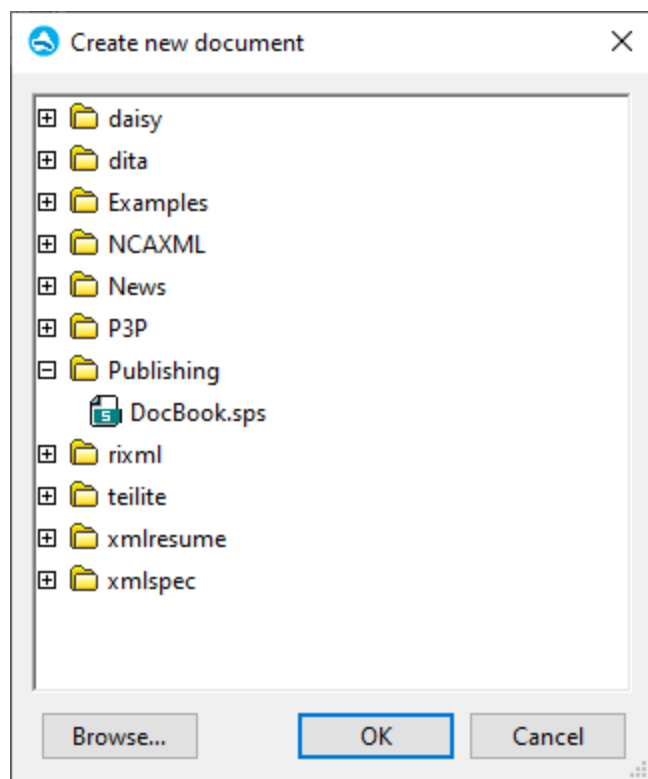 Create new document
daisy
dita
Examples
NCAXML
News
P3P
Publishing
S
DocBook.sps
rixml
teilite
xmlresume
xmlspec
Browse...
OK
Cancel